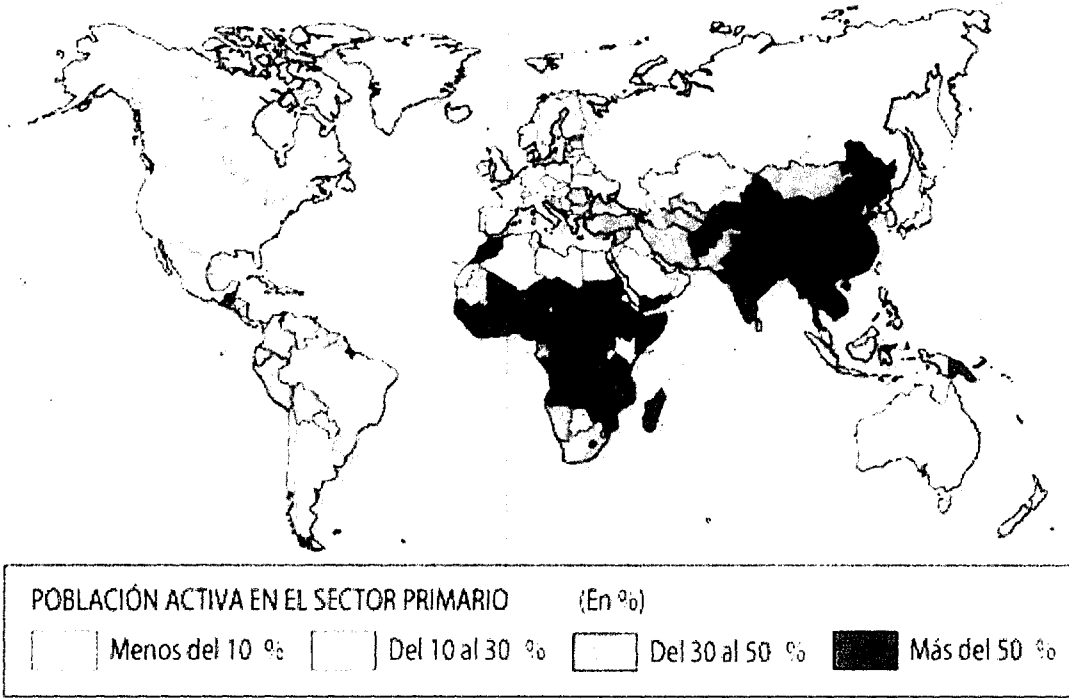 POBLACIÓN ACTIVA EN EL SECTOR PRIMARIO (En %)
Menos del 10 % Del 10 al 30 % Del 30 al 50 % Más del 50 %